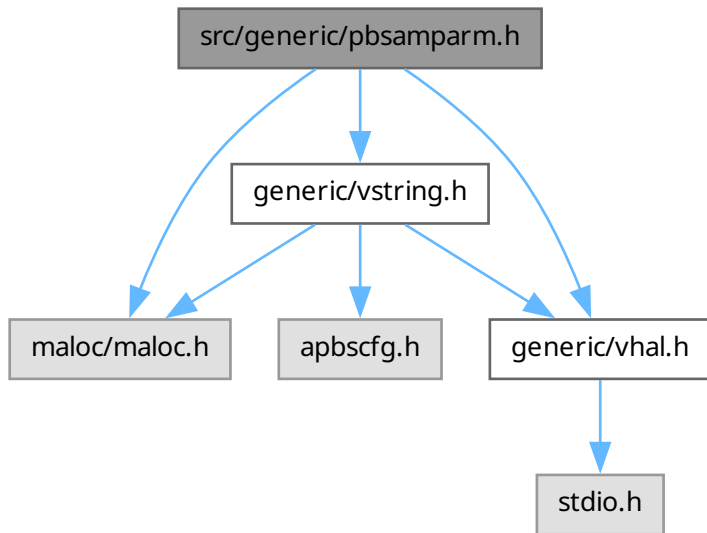 src/generic/pbsamparm.h
generic/vstring.h
maloc/maloc.h
apbscfg.h
generic/vhal.h
stdio.h